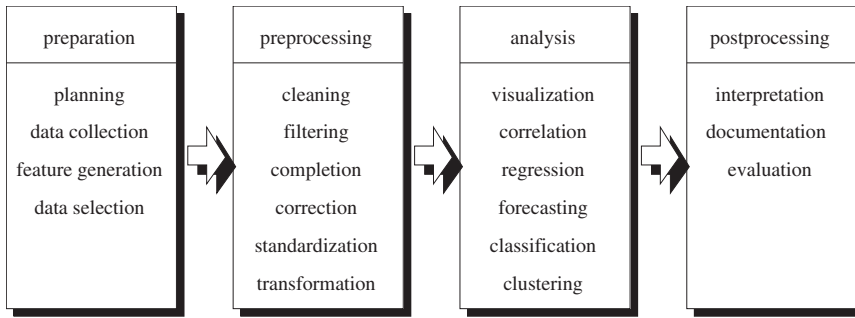 preparation
planning
data collection
feature generation
data selection
preprocessing
cleaning
filtering
completion
correction
standardization
transformation
analysis
visualization
correlation
regression
forecasting
classification
clustering
postprocessing
interpretation
documentation
evaluation